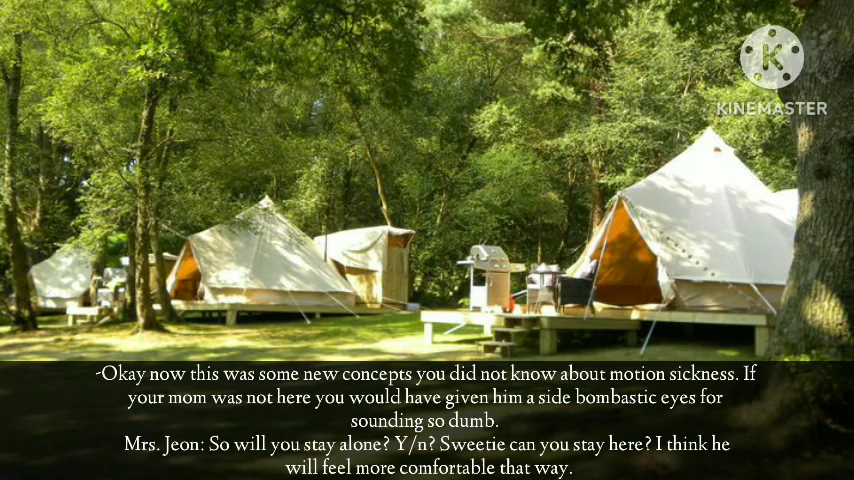 K
KINEMASTER
-Okay now this was some new concepts you did not know about motion sickness. If
your mom was not here you would have given him a side bombastic eyes for
sounding so dumb.
Mrs. Jeon: So will you stay alone? Y/n? Sweetie can you stay here? I think he
will feel more comfortable that way.